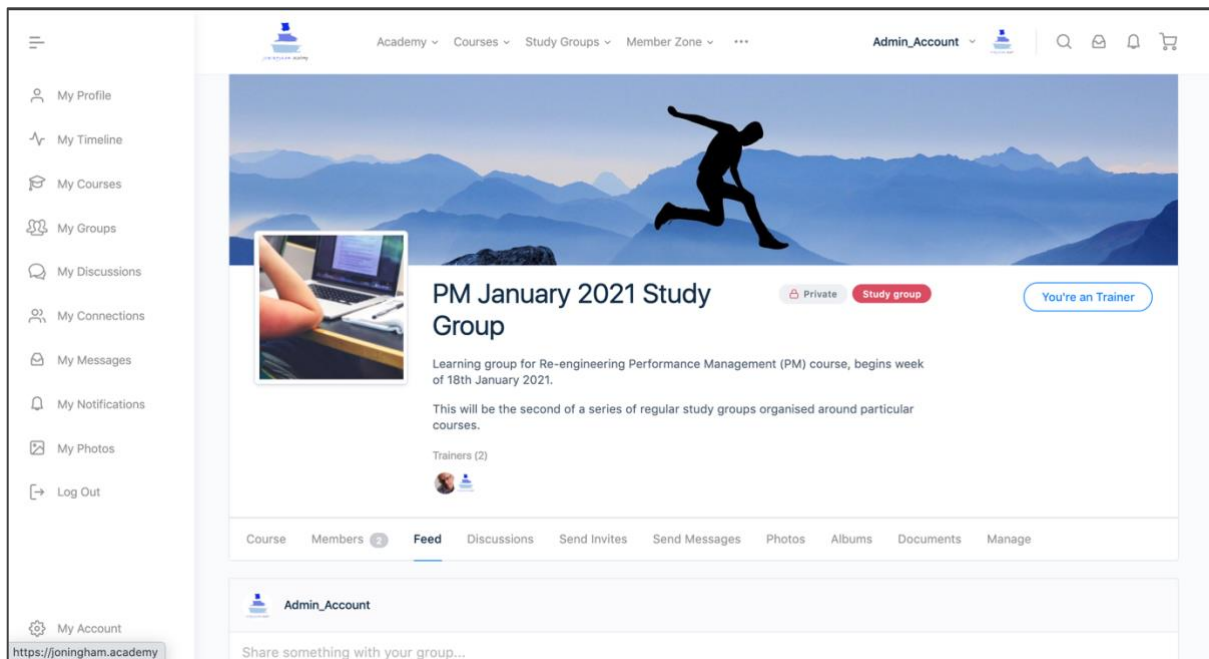 Academy Courses Study Groups Member Zone ...
Admin_Account
My Profile
My Timeline
My Courses
My Groups
My Discussions
My Connections
My Messages
My Notifications
My Photos
Log Out
My Account
https://joningham.academy
PM January 2021 Study
Group
Private
Study group
You're an Trainer
Learning group for Re-engineering Performance Management (PM) course, begins week
of 18th January 2021.
This will be the second of a series of regular study groups organised around particular
courses.
Trainers (2)
Course Members 2 Feed Discussions Send Invites Send Messages Photos Albums Documents Manage
Admin_Account
Share something with your group...